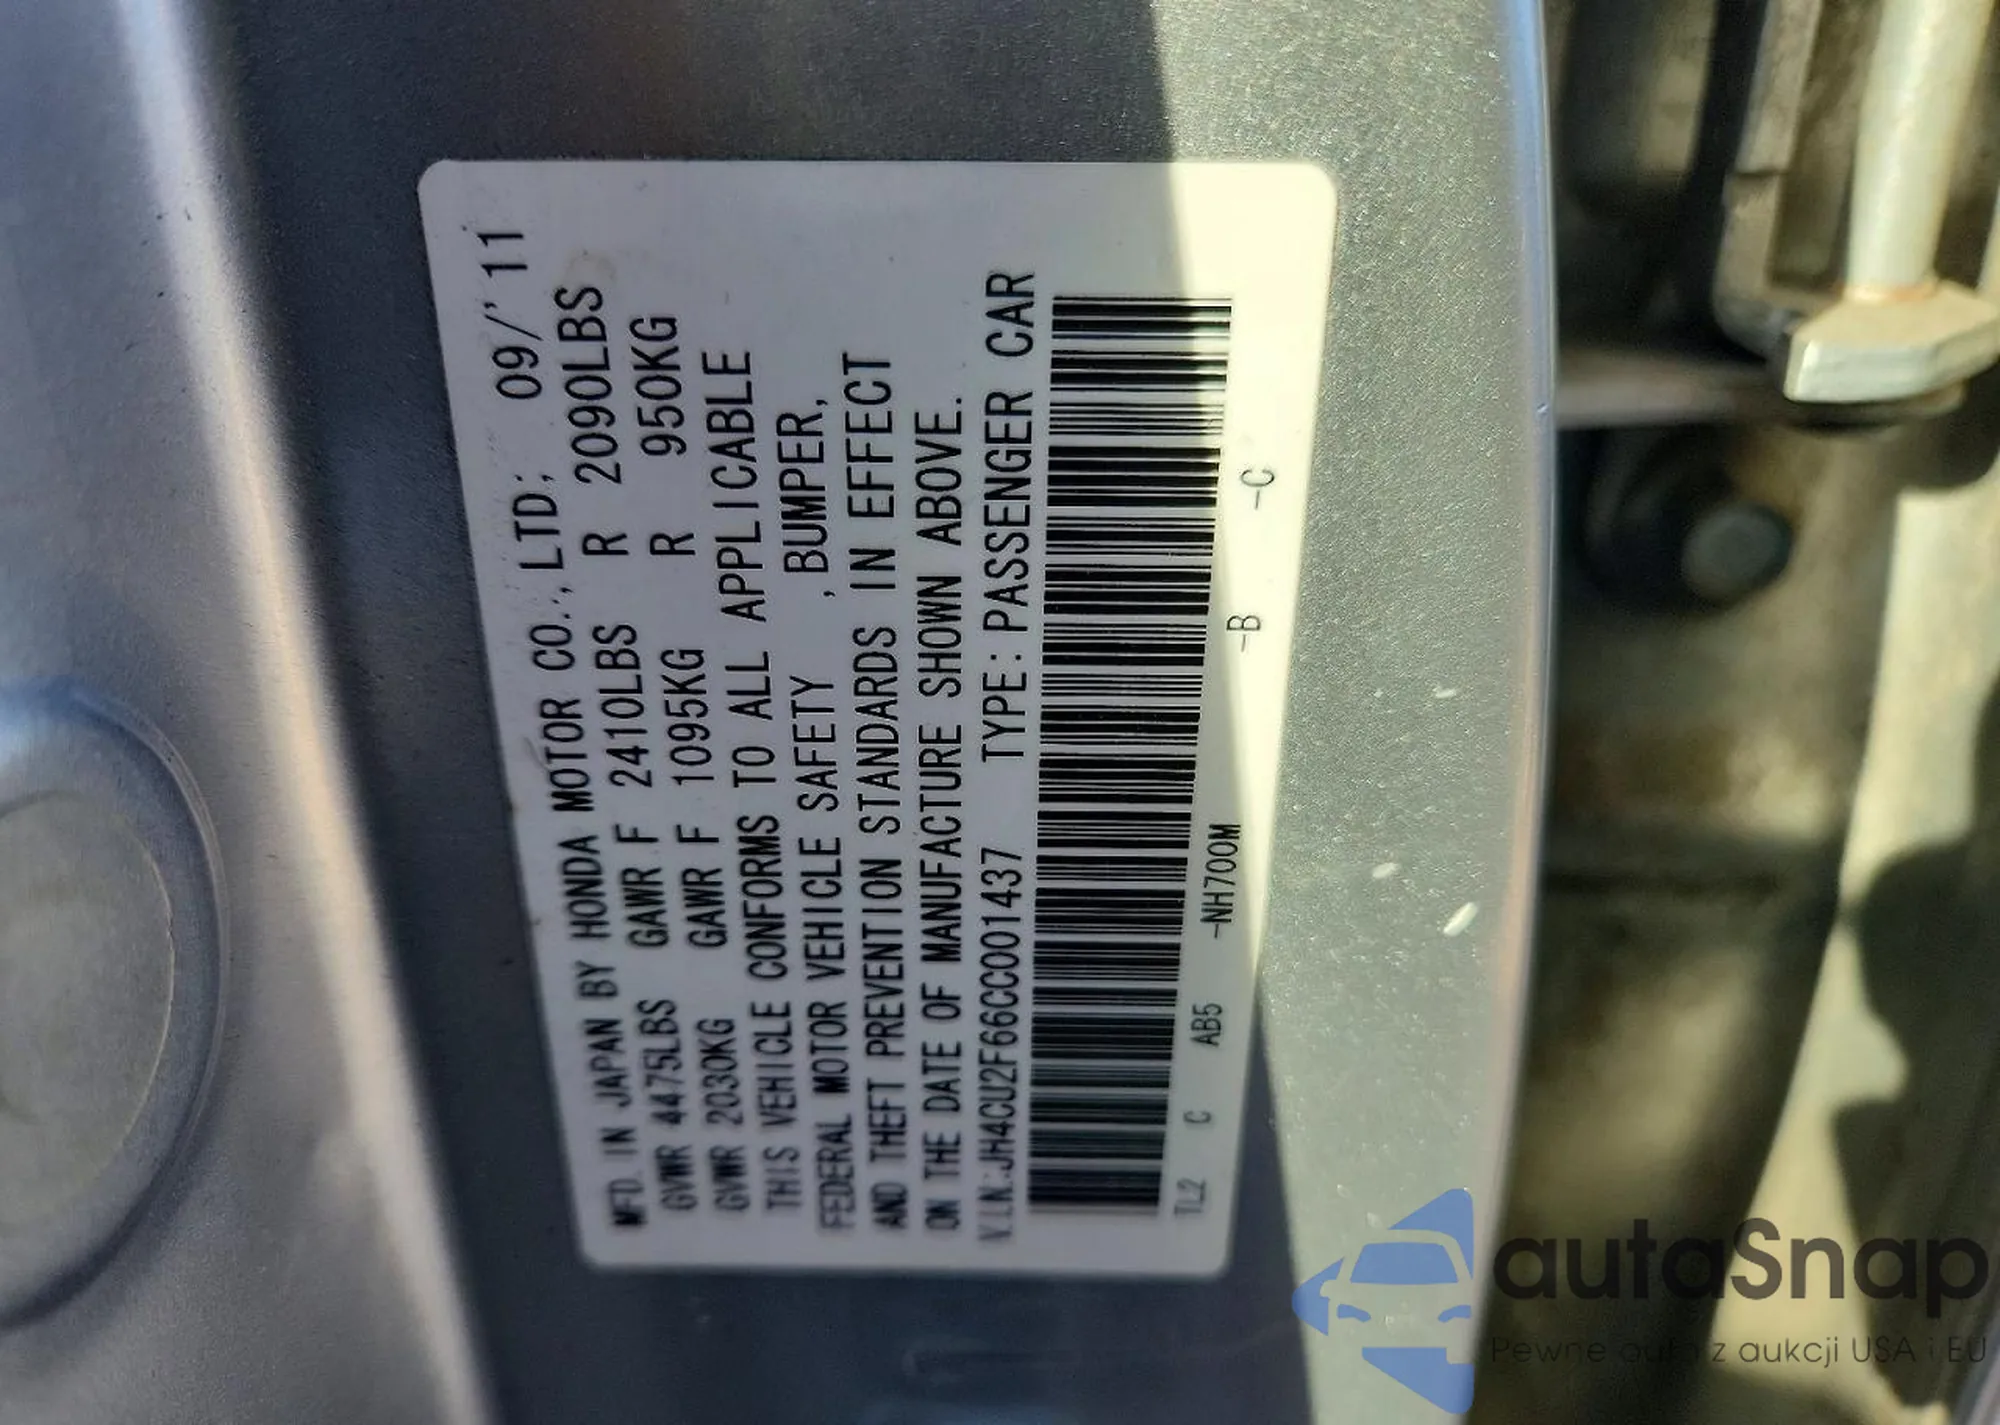 MFD. IN JAPAN BY HONDA MOTOR CO., LTD; 09/'11
GVWR 4475LBS GAWR F 2410LBS R 2090LBS
GVWR 2030KG GAWR F 1095KG R 950KG
THIS VEHICLE CONFORMS TO ALL APPLICABLE
FEDERAL MOTOR VEHICLE SAFETY , BUMPER,
AND THEFT PREVENTION STANDARDS IN EFFECT
ON THE DATE OF MANUFACTURE SHOWN ABOVE.
V.I.N.:JH4CU2F66CC001437 TYPE:PASSENGER CAR
TL2 C AB5 -NH700M -B -C
autaSnap
Pewne auta z aukcji USA i EU